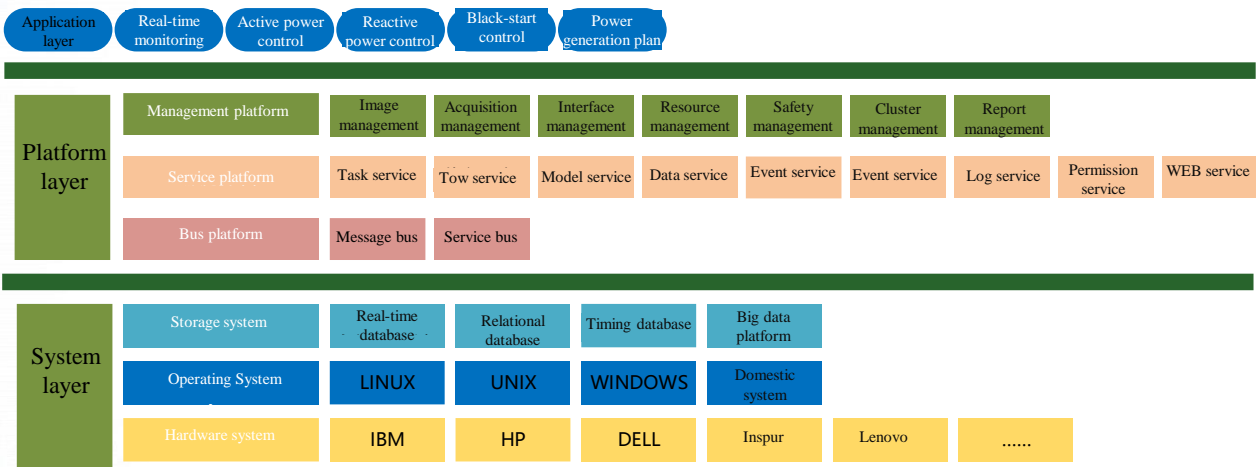 Application
layer
Real-time
monitoring
Active power
control
Reactive
power control
Black-start
control
Power
generation plan
Platform
layer
Management platform
Image
management
Acquisition
management
Interface
management
Resource
management
Safety
management
Cluster
management
Report
management
Service platform
Task service
Tow service
Model service
Data service
Event service
Event service
Log service
Permission
service
WEB service
Bus platform
Message bus
Service bus
System
layer
Storage system
Real-time
database
Relational
database
Timing database
Big data
platform
Operating System
LINUX
UNIX
WINDOWS
Domestic
system
Hardware system
IBM
HP
DELL
Inspur
Lenovo
......